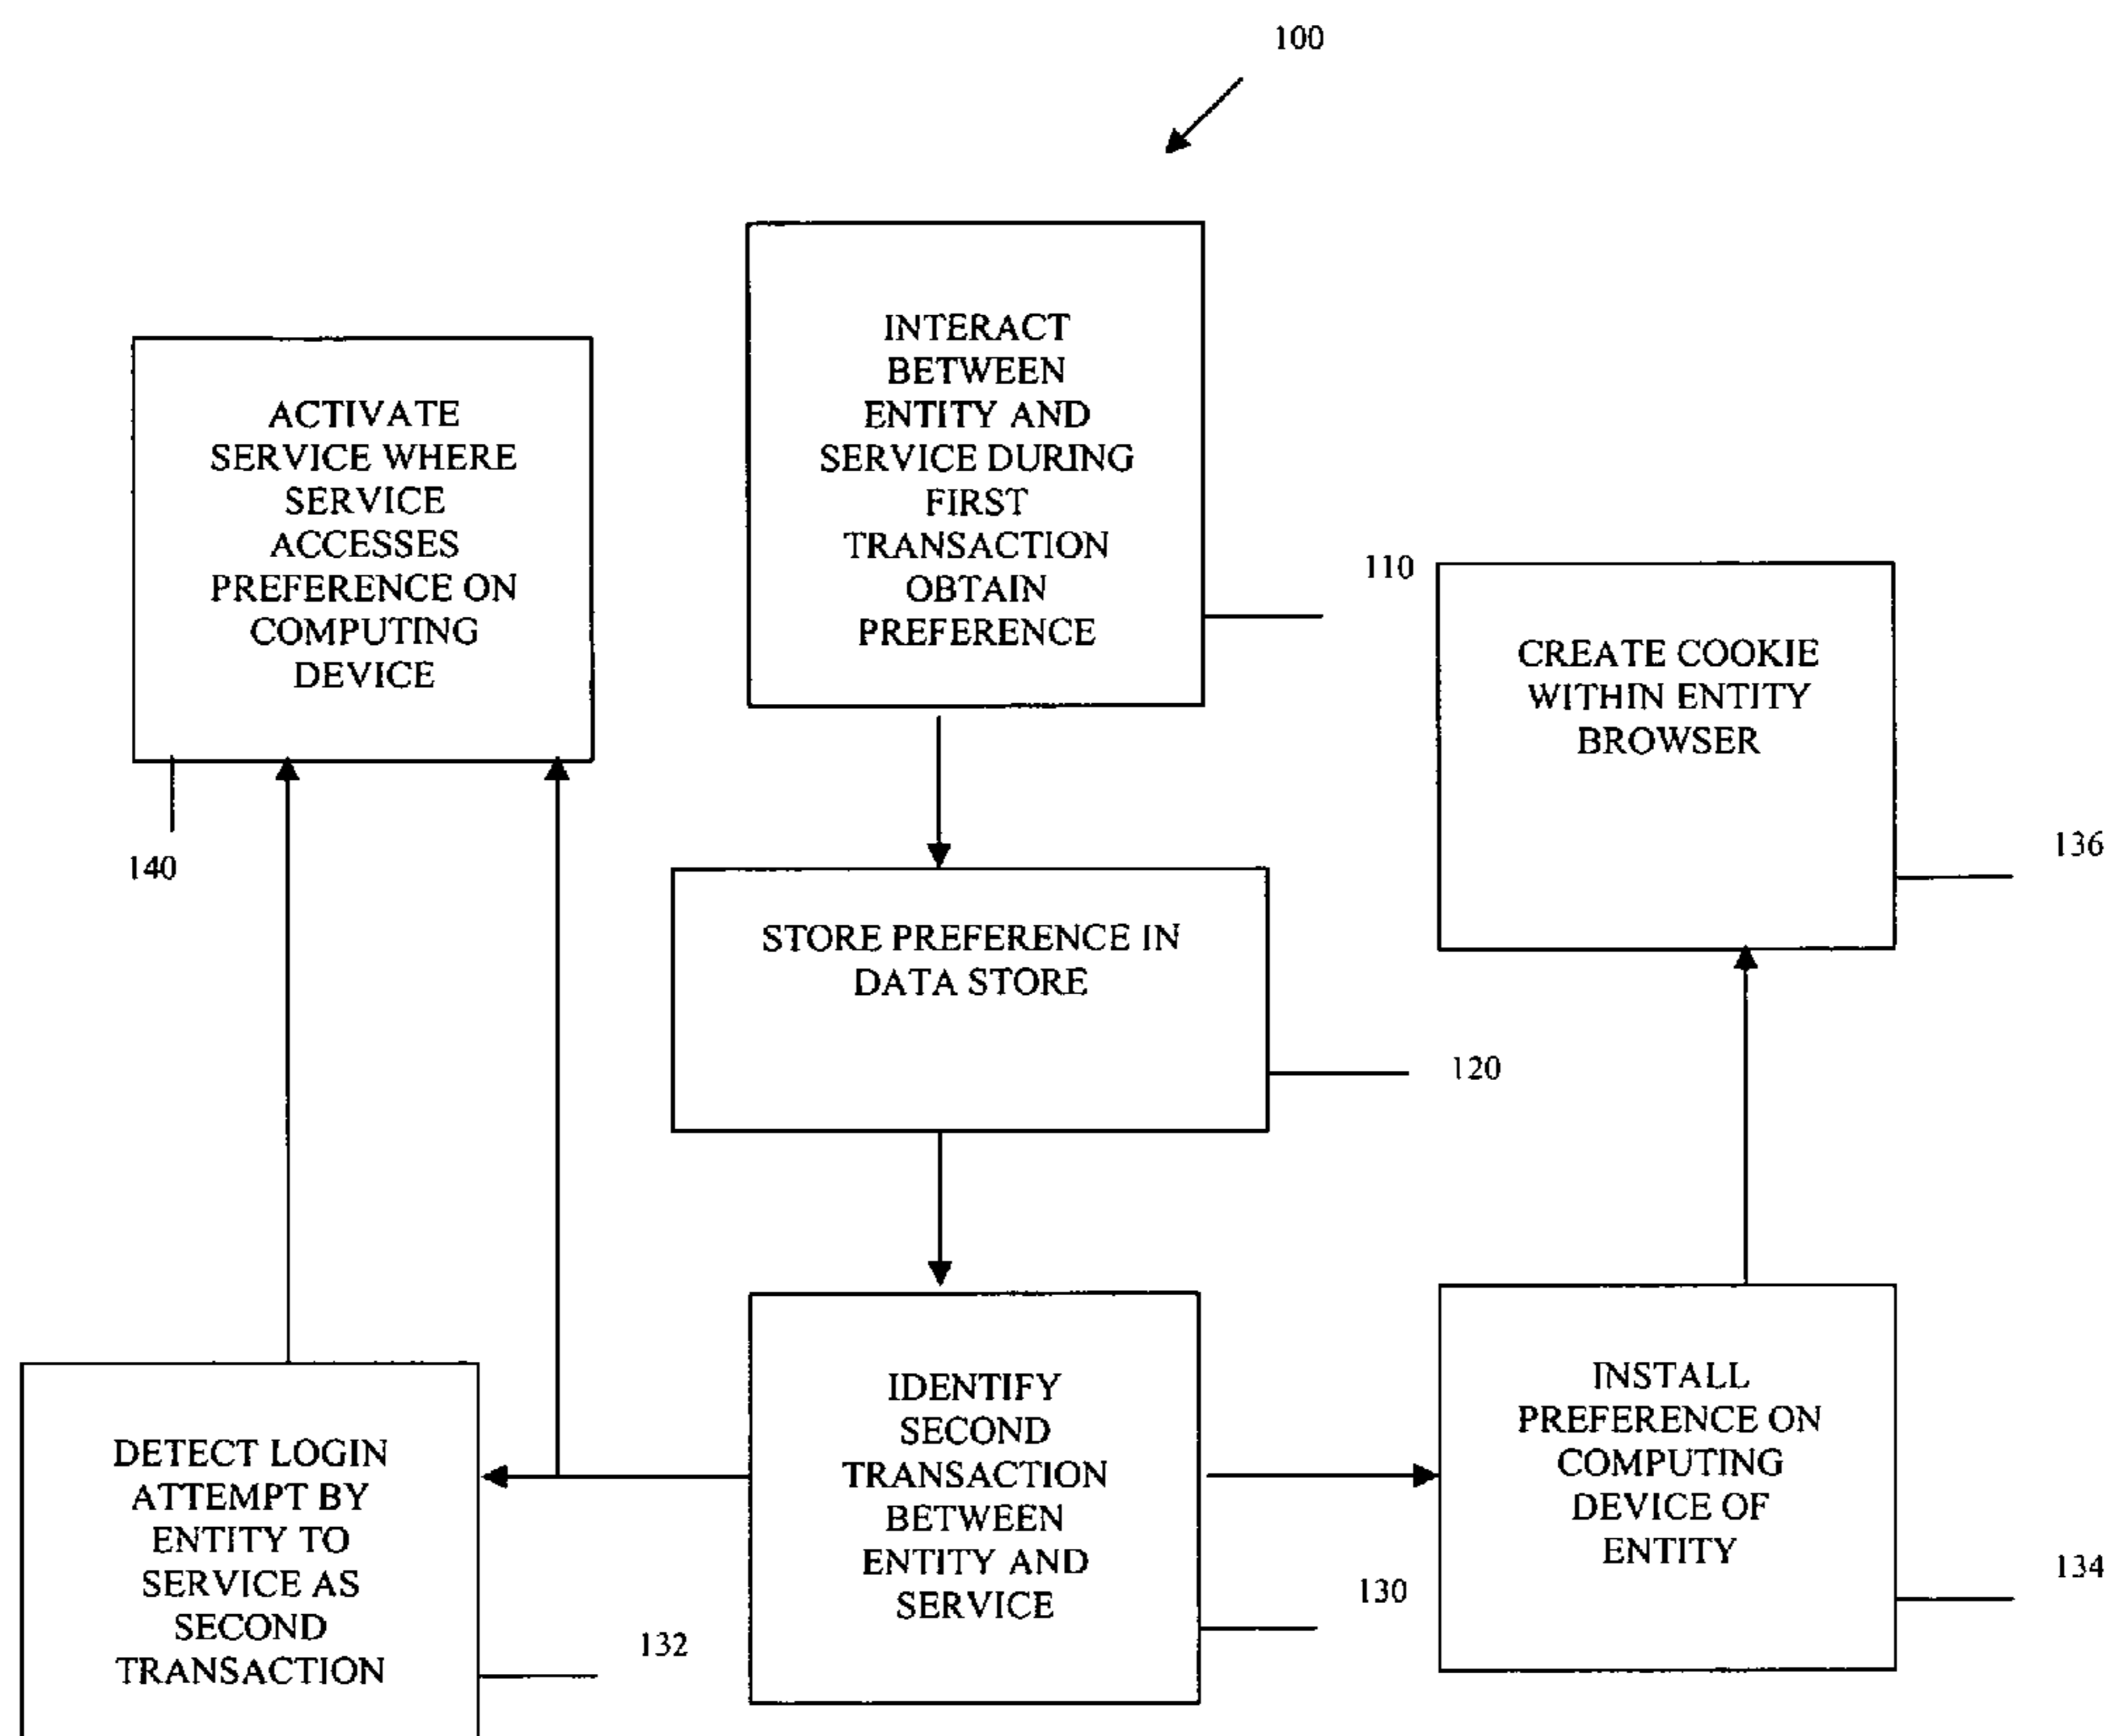 100
INTERACT
BETWEEN
ENTITY AND
SERVICE DURING
FIRST
TRANSACTION
OBTAIN
PREFERENCE
110
ACTIVATE
SERVICE WHERE
SERVICE
ACCESSES
PREFERENCE ON
COMPUTING
DEVICE
140
CREATE COOKIE
WITHIN ENTITY
BROWSER
136
STORE PREFERENCE IN
DATA STORE
120
DETECT LOGIN
ATTEMPT BY
ENTITY TO
SERVICE AS
SECOND
TRANSACTION
132
IDENTIFY
SECOND
TRANSACTION
BETWEEN
ENTITY AND
SERVICE
130
INSTALL
PREFERENCE ON
COMPUTING
DEVICE OF
ENTITY
134